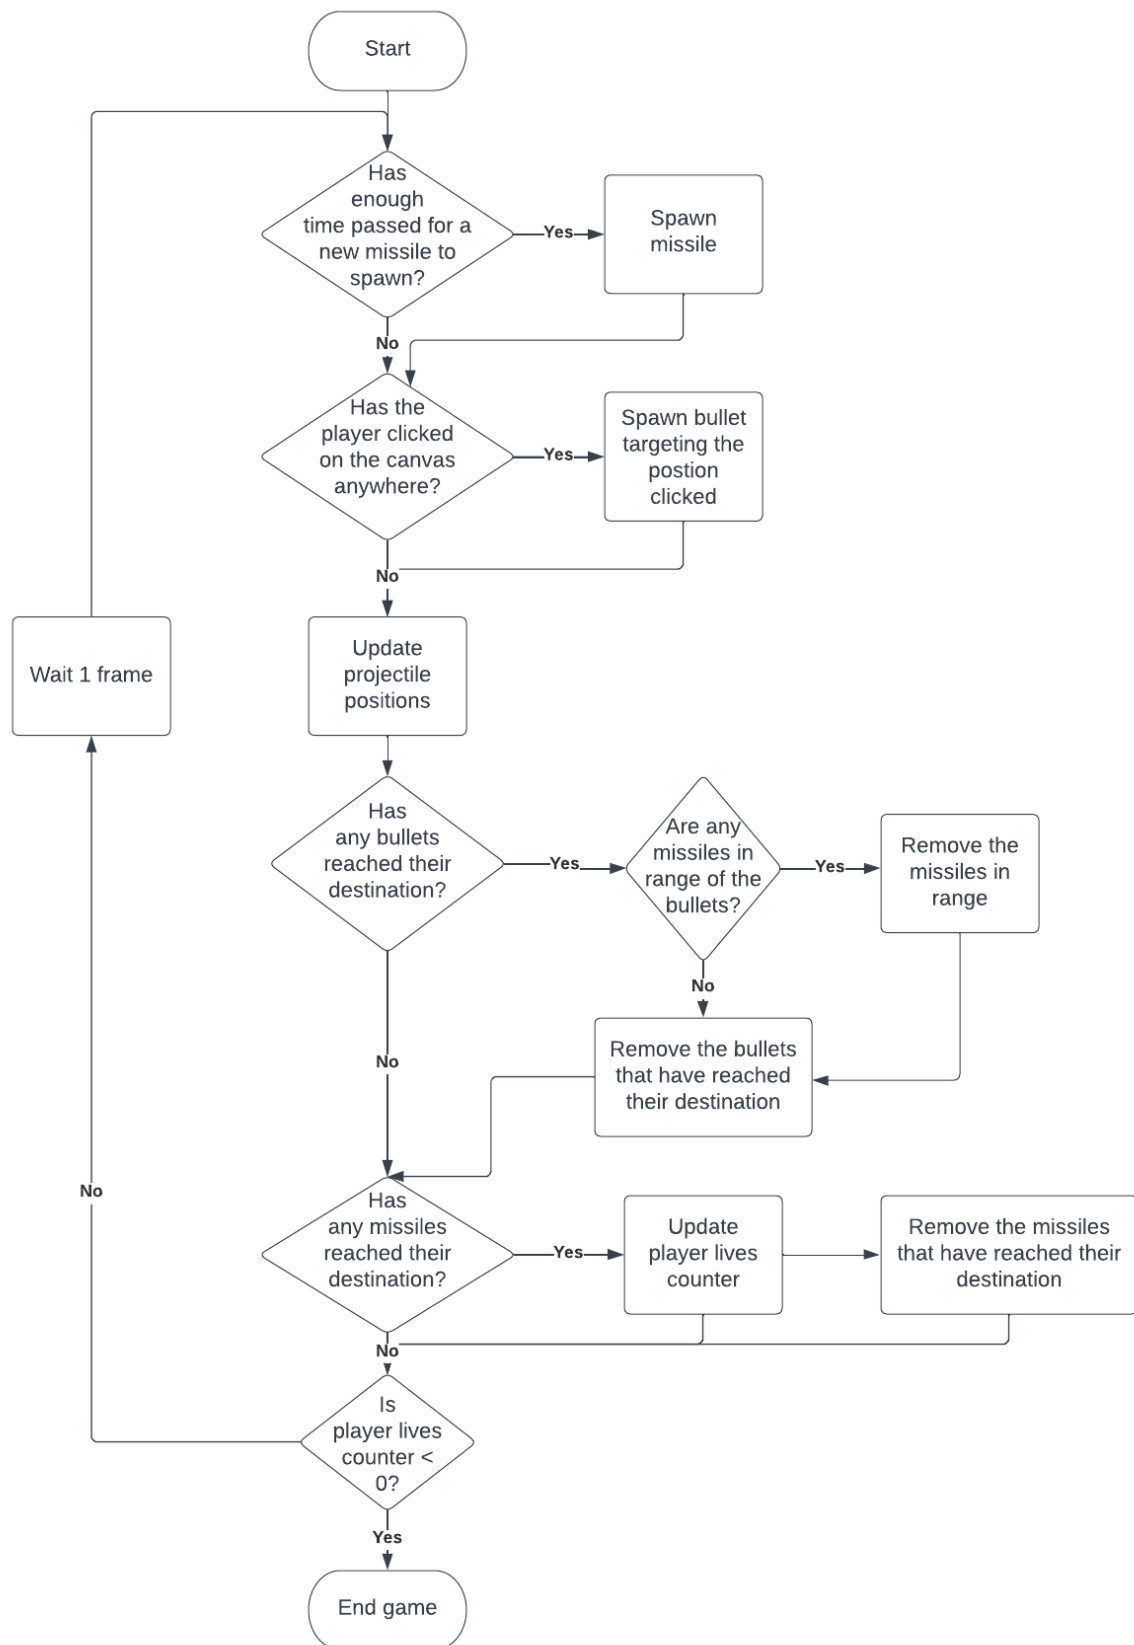 Start
Has
enough
time passed for a
new missile to
spawn?
Yes
Spawn
missile
No
Has the
player clicked
on the canvas
anywhere?
Yes
Spawn bullet
targeting the
postion
clicked
No
Wait 1 frame
Update
projectile
positions
Has
any bullets
reached their
destination?
Yes
Are any
missiles in
range of the
bullets?
Yes
Remove the
missiles in
range
No
Remove the bullets
that have reached
their destination
No
Has
any missiles
reached their
destination?
Yes
Update
player lives
counter
Remove the missiles
that have reached their
destination
No
Is
player lives
counter <
0?
No
Yes
End game